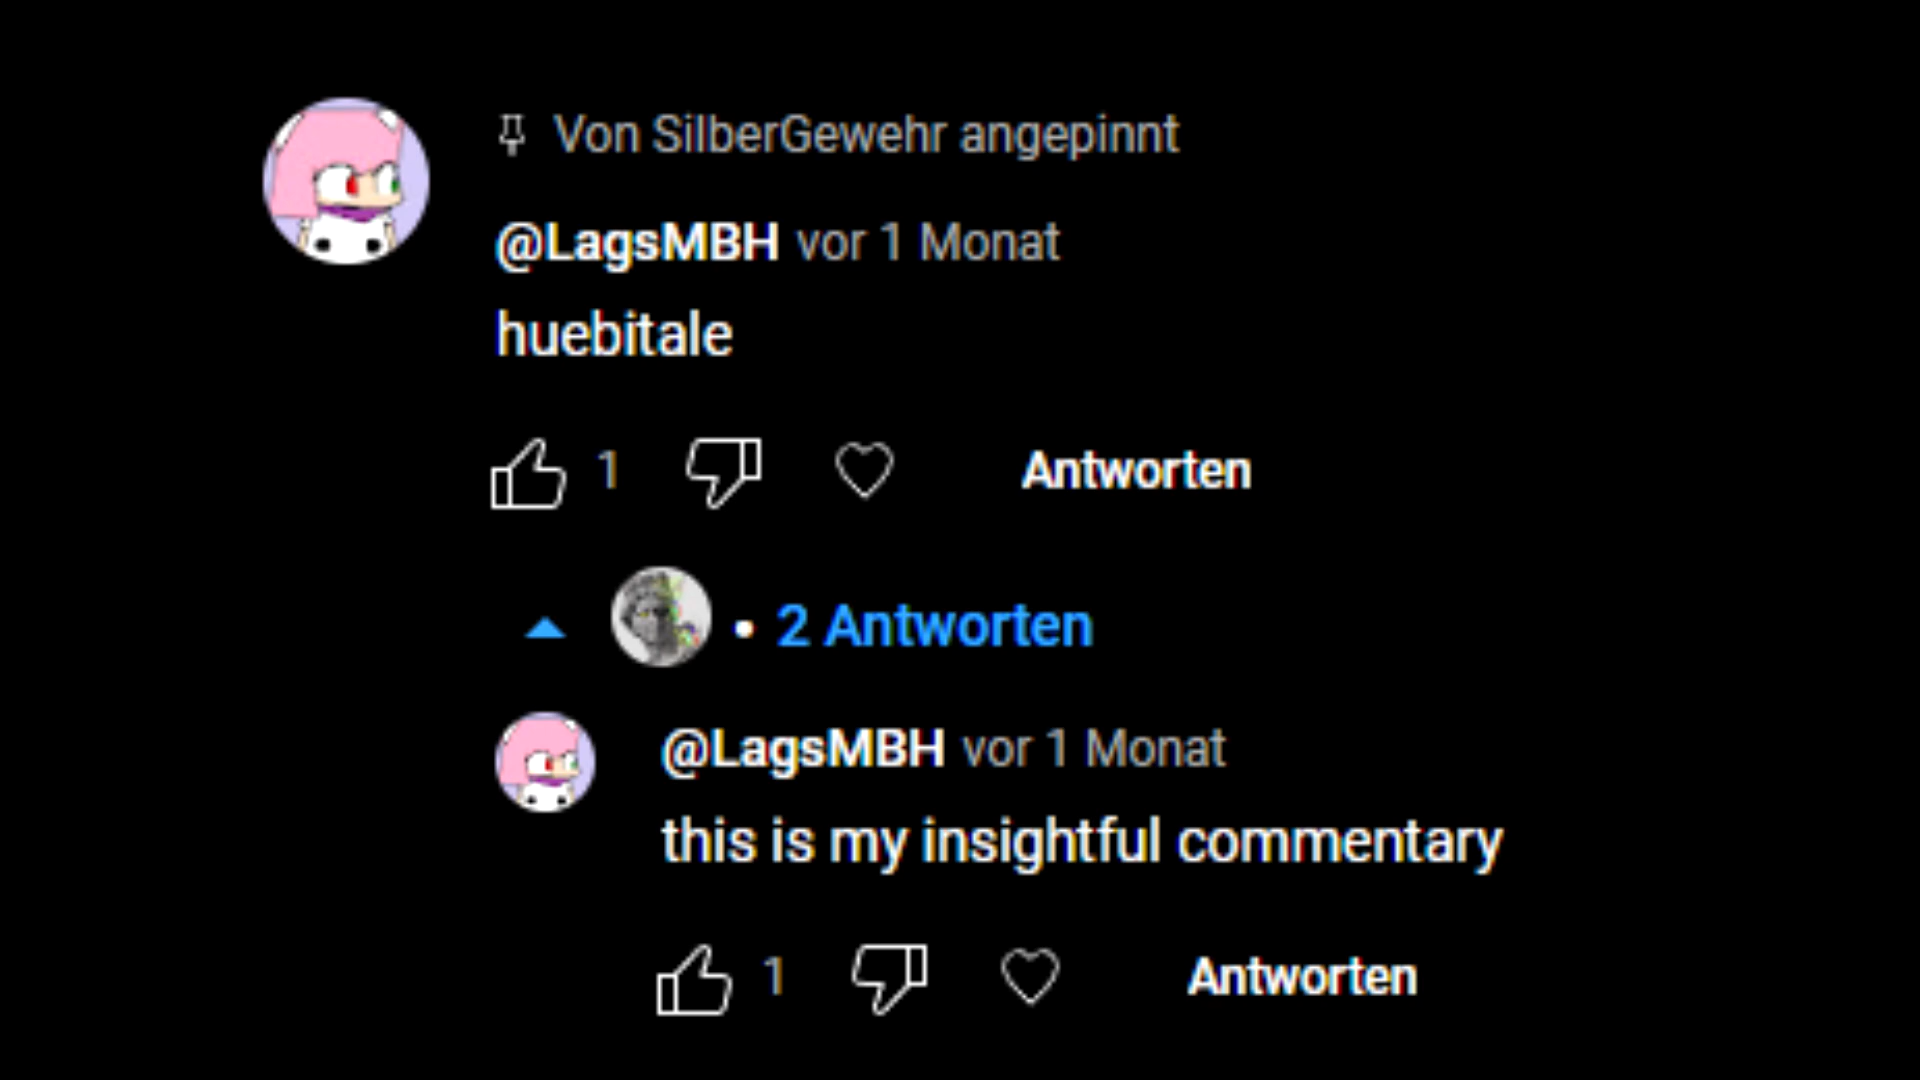 Von SilberGewehr angepinnt
@LagsMBH vor 1 Monat
huebitale
1 Antworten
• 2 Antworten
@LagsMBH vor 1 Monat
this is my insightful commentary
1 Antworten